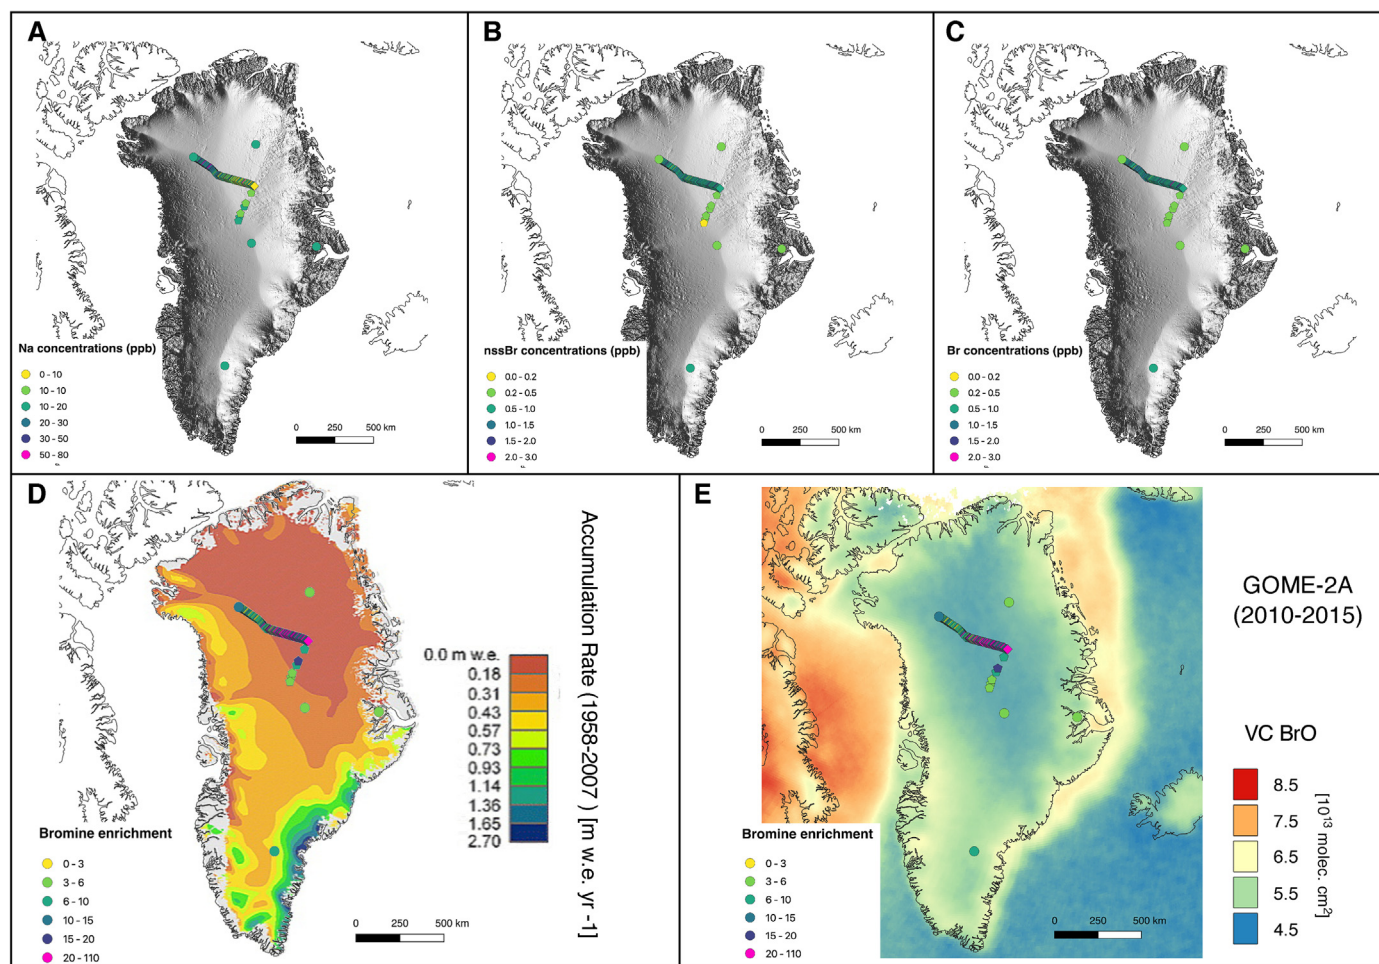 A
Na concentrations (ppb)
0 - 10
10 - 10
10 - 20
20 - 30
30 - 50
50 - 80
0 250 500 km
B
nssBr concentrations (ppb)
0.0 - 0.2
0.2 - 0.5
0.5 - 1.0
1.0 - 1.5
1.5 - 2.0
2.0 - 3.0
0 250 500 km
C
Br concentrations (ppb)
0.0 - 0.2
0.2 - 0.5
0.5 - 1.0
1.0 - 1.5
1.5 - 2.0
2.0 - 3.0
0 250 500 km
D
Bromine enrichment
0 - 3
3 - 6
6 - 10
10 - 15
15 - 20
20 - 110
0 250 500 km
0.0 m w.e.
0.18
0.31
0.43
0.57
0.73
0.93
1.14
1.36
1.65
2.70
Accumulation Rate (1958-2007 ) [m w.e. yr -1]
E
Bromine enrichment
0 - 3
3 - 6
6 - 10
10 - 15
15 - 20
20 - 110
0 250 500 km
GOME-2A
(2010-2015)
VC BrO
8.5
7.5
6.5
5.5
4.5
[10¹³ molec. cm²]